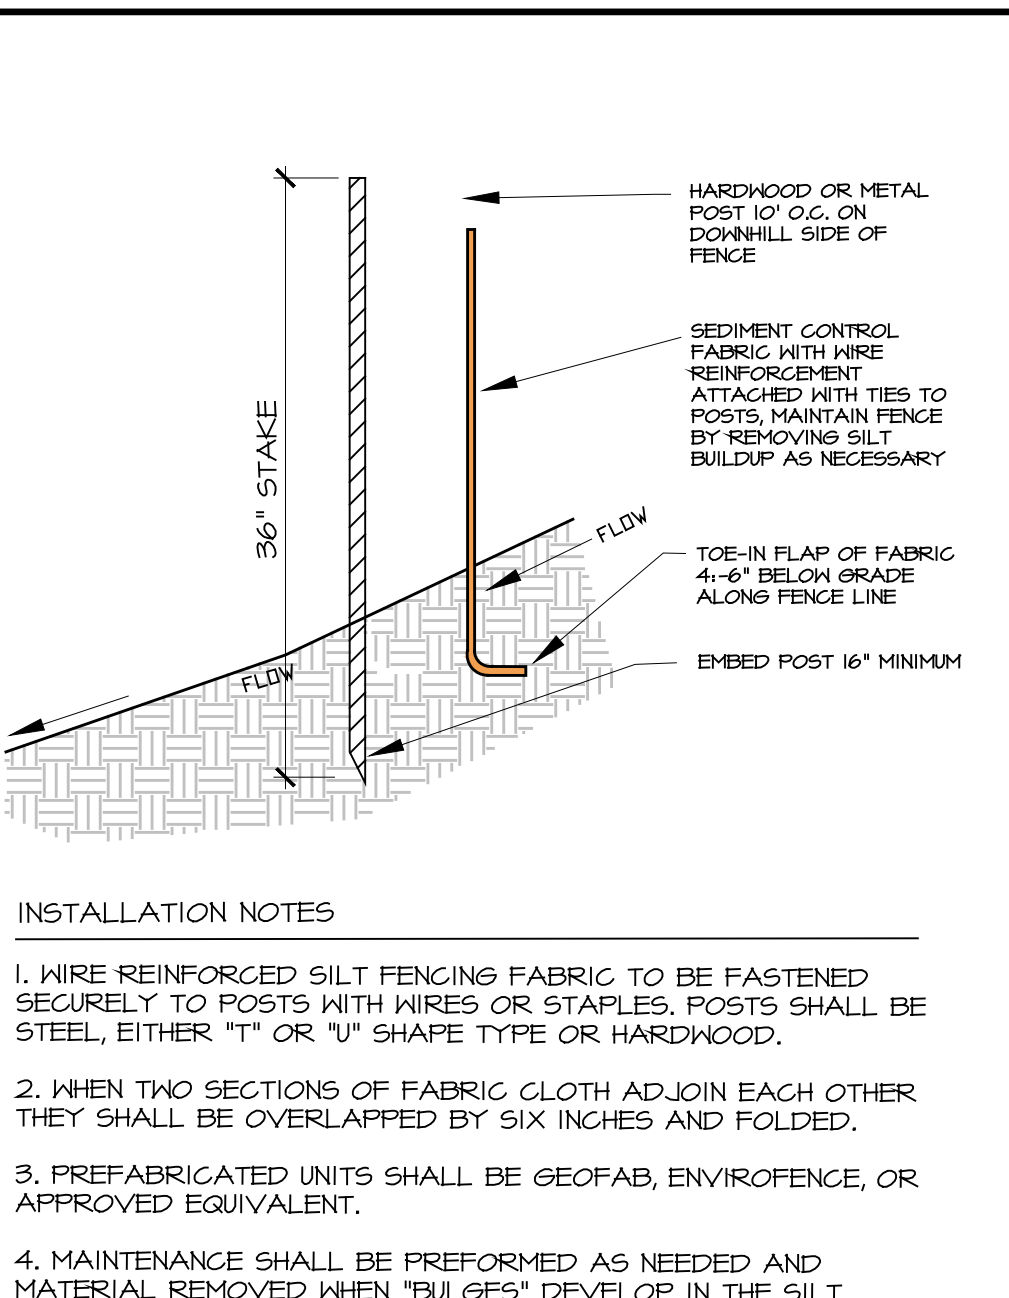 HARDWOOD OR METAL
POST 10' O.C. ON
DOWNHILL SIDE OF
FENCE
SEDIMENT CONTROL
FABRIC WITH WIRE
REINFORCEMENT
ATTACHED WITH TIES TO
POSTS, MAINTAIN FENCE
BY REMOVING SILT
BUILDUP AS NECESSARY
36" STAKE
FLOW
TOE-IN FLAP OF FABRIC
4:-6" BELOW GRADE
ALONG FENCE LINE
EMBED POST 16" MINIMUM
FLOW
INSTALLATION NOTES
1. WIRE REINFORCED SILT FENCING FABRIC TO BE FASTENED
SECURELY TO POSTS WITH WIRES OR STAPLES. POSTS SHALL BE
STEEL, EITHER "T" OR "U" SHAPE TYPE OR HARDWOOD.
2. WHEN TWO SECTIONS OF FABRIC CLOTH ADJOIN EACH OTHER
THEY SHALL BE OVERLAPPED BY SIX INCHES AND FOLDED.
3. PREFABRICATED UNITS SHALL BE GEOFAB, ENVIROFENCE, OR
APPROVED EQUIVALENT.
4. MAINTENANCE SHALL BE PREFORMED AS NEEDED AND
MATERIAL REMOVED WHEN "BULGES" DEVELOP IN THE SILT